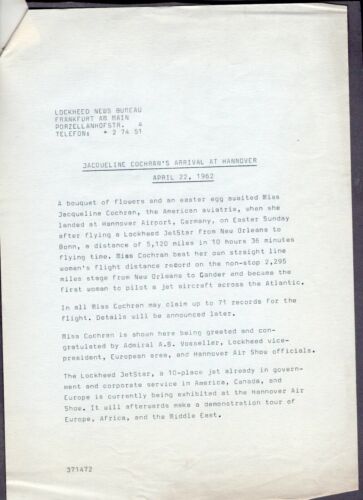 LOCKHEED NEWS BUREAU
FRANKFURT AM MAIN
PORZELLANHOFSTR. 4
TELEFON: * 2 74 51
JACQUELINE COCHRAN'S ARRIVAL AT HANNOVER
APRIL 22, 1962
A bouquet of flowers and an easter egg awaited Miss
Jacqueline Cochran, the American aviatrix, when she
landed at Hannover Airport, Germany, on Easter Sunday
after flying a Lockheed JetStar from New Orleans to
Bonn, a distance of 5,120 miles in 10 hours 36 minutes
flying time. Miss Cochran beat her own straight line
woman's flight distance record on the non-stop 2,295
miles stage from New Orleans to Gander and became the
first woman to pilot a jet aircraft across the Atlantic.
In all Miss Cochran may claim up to 71 records for the
flight. Details will be announced later.
Miss Cochran is shown here being greeted and con-
gratulated by Admiral A.B. Vosseller, Lockheed vice-
president, European area, and Hannover Air Show officials.
The Lockheed JetStar, a 10-place jet already in govern-
ment and corporate service in America, Canada, and
Europe is currently being exhibited at the Hannover Air
Show. It will afterwards make a demonstration tour of
Europe, Africa, and the Middle East.
371472